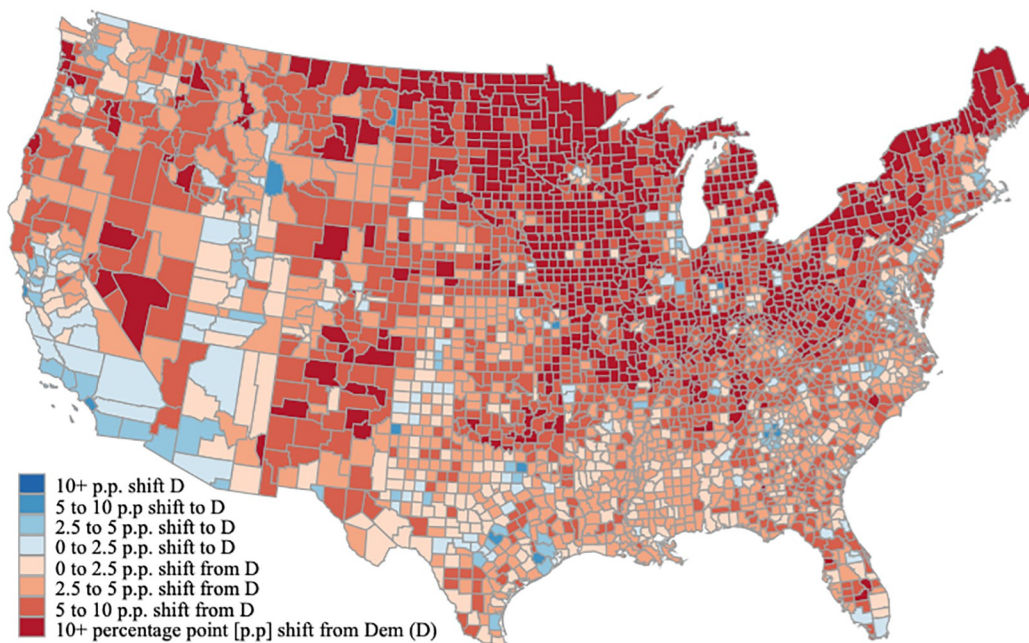 10+ p.p. shift D
5 to 10 p.p shift to D
2.5 to 5 p.p. shift to D
0 to 2.5 p.p. shift to D
0 to 2.5 p.p. shift from D
2.5 to 5 p.p. shift from D
5 to 10 p.p. shift from D
10+ percentage point [p.p] shift from Dem (D)